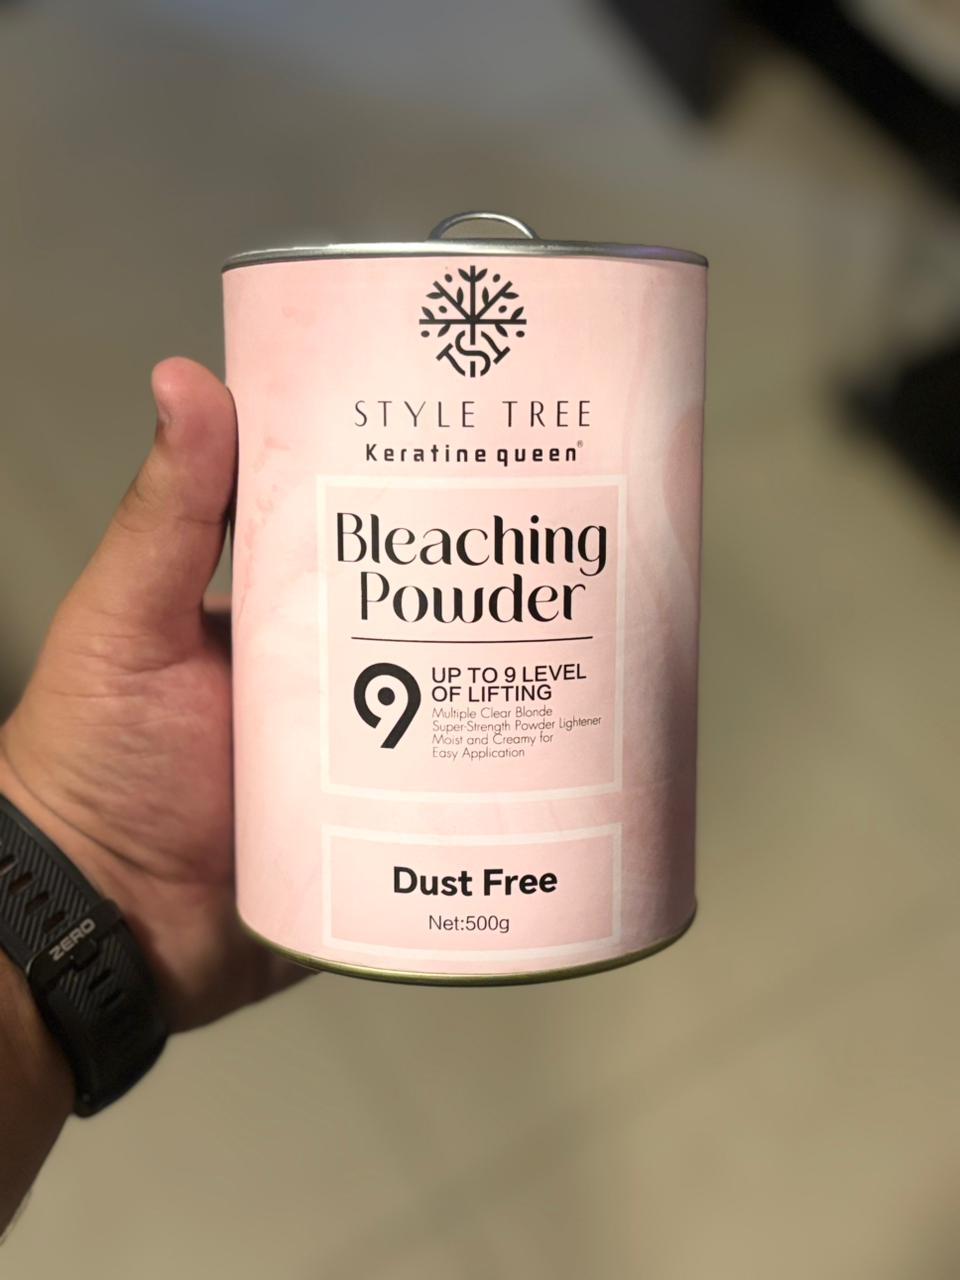 STYLE TREE
Keratine queen®
Bleaching
Powder
9
UP TO 9 LEVEL
OF LIFTING
Multiple Clear Blonde
Super-Strength Powder Lightener
Moist and Creamy for
Easy Application
Dust Free
Net:500g
ZERO